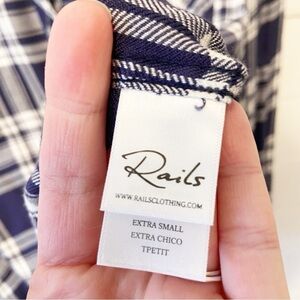 Rails
WWW.RAILSCLOTHING.COM
EXTRA SMALL
EXTRA CHICO
TPETIT